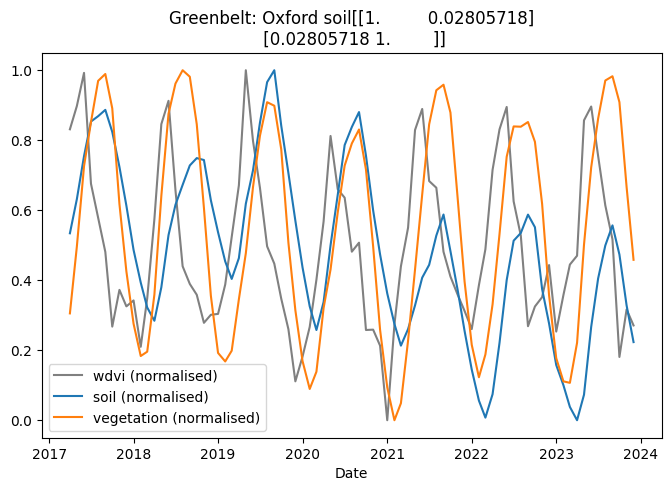 Greenbelt: Oxford soil[[1. 0.02805718]
[0.02805718 1. ]]
1.0
0.8
0.6
0.4
0.2
0.0
wdvi (normalised)
soil (normalised)
vegetation (normalised)
2017 2018 2019 2020 2021 2022 2023 2024
Date